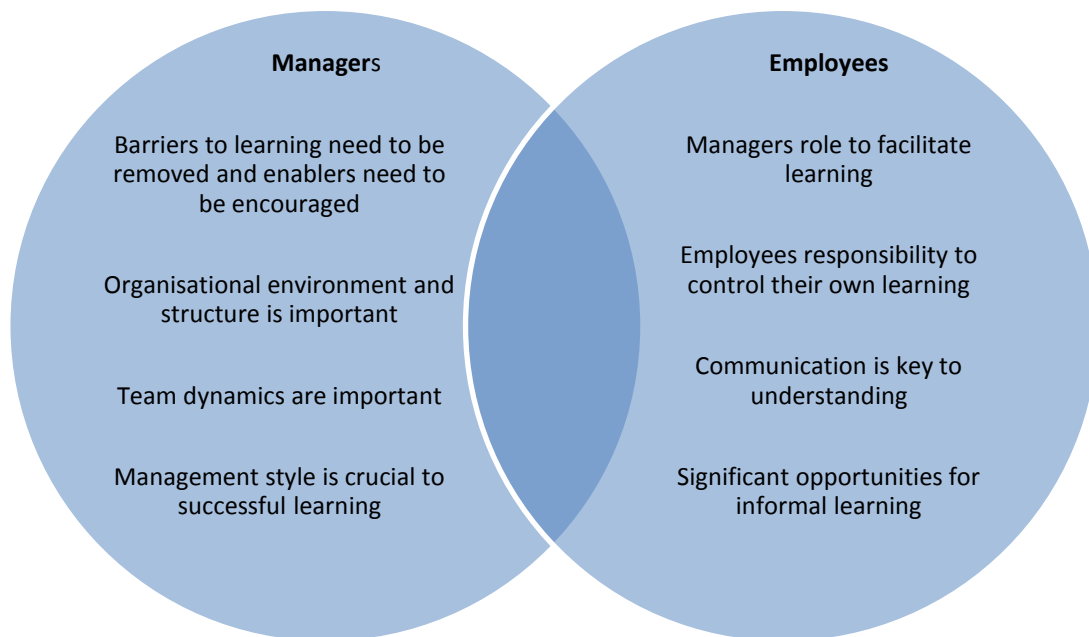 Managers
Barriers to learning need to be
removed and enablers need to
be encouraged
Organisational environment and
structure is important
Team dynamics are important
Management style is crucial to
successful learning
Employees
Managers role to facilitate
learning
Employees responsibility to
control their own learning
Communication is key to
understanding
Significant opportunities for
informal learning